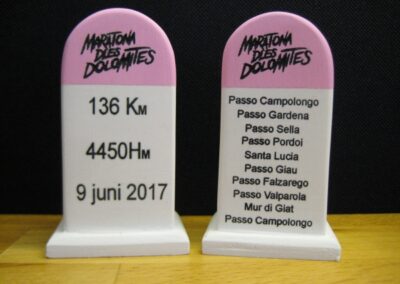 MARATONA
DLES
DOLOMITES
136 KM
4450HM
9 juni 2017
MARATONA
DLES
DOLOMITES
Passo Campolongo
Passo Gardena
Passo Sella
Passo Pordoi
Santa Lucia
Passo Giau
Passo Falzarego
Passo Valparola
Mur di Giat
Passo Campolongo